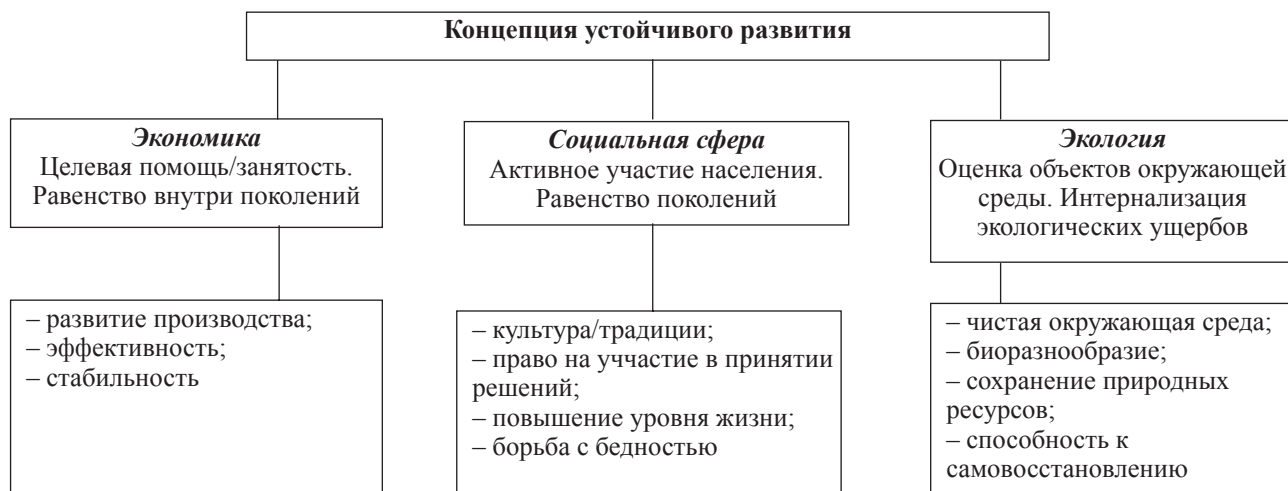 Концепция устойчивого развития
Экономика
Целевая помощь/занятость.
Равенство внутри поколений
Социальная сфера
Активное участие населения.
Равенство поколений
Экология
Оценка объектов окружающей
среды. Интернализация
экологических ущербов
– развитие производства;
– эффективность;
– стабильность
– культура/традиции;
– право на уччастие в принятии
решений;
– повышение уровня жизни;
– борьба с бедностью
– чистая окружающая среда;
– биоразнообразие;
– сохранение природных
ресурсов;
– способность к
самовосстановлению